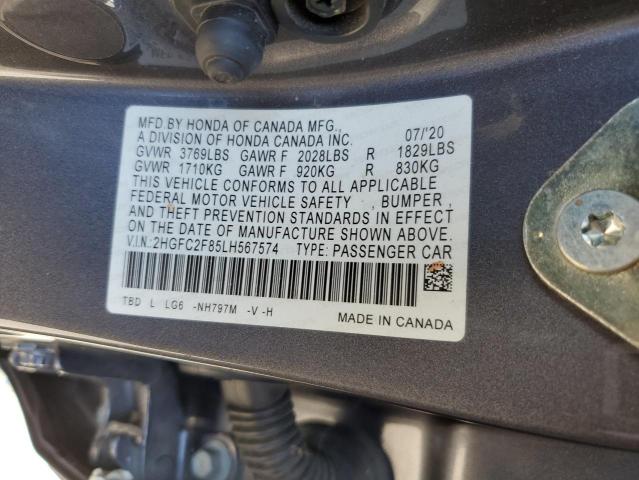 MFD.BY HONDA OF CANADA MFG.,
A DIVISION OF HONDA CANADA INC. 07/'20
GVWR 3769LBS GAWR F 2028LBS R 1829LBS
GVWR 1710KG GAWR F 920KG R 830KG
THIS VEHICLE CONFORMS TO ALL APPLICABLE
FEDERAL MOTOR VEHICLE SAFETY , BUMPER,
AND THEFT PREVENTION STANDARDS IN EFFECT
ON THE DATE OF MANUFACTURE SHOWN ABOVE.
V.I.N.:2HGFC2F85LH567574 TYPE: PASSENGER CAR
TBD L LG6 -NH797M -V -H
MADE IN CANADA